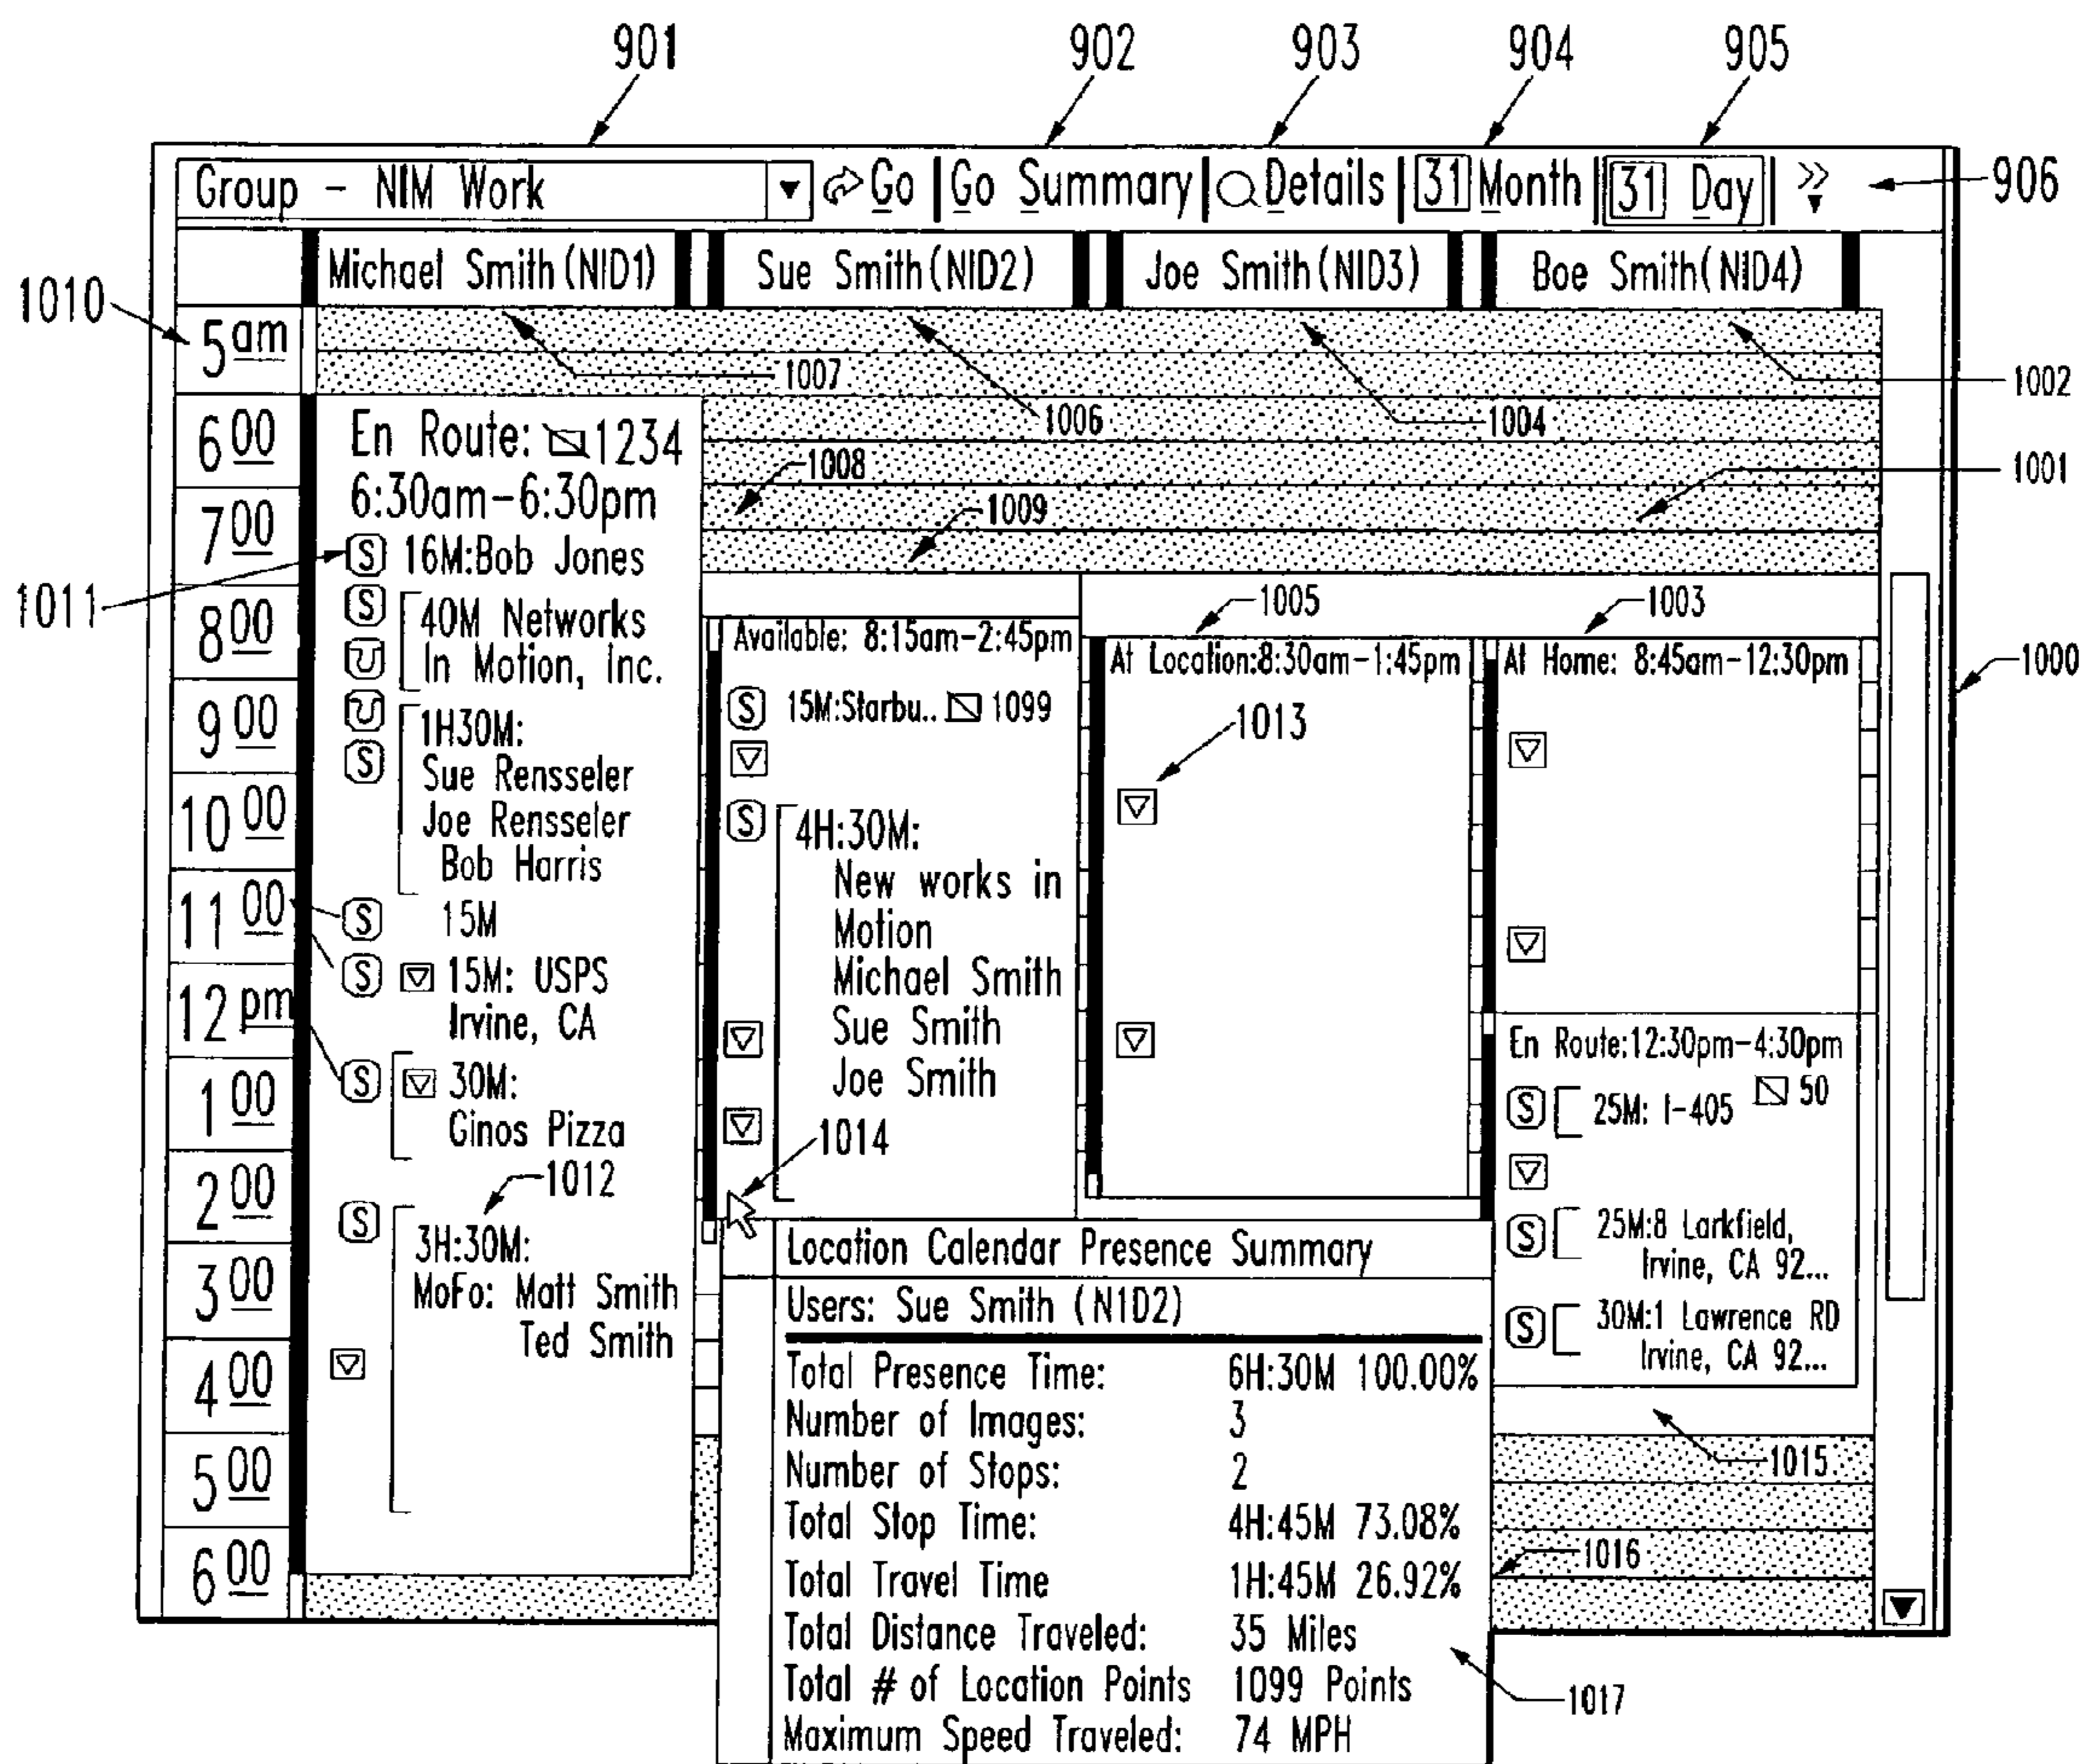 901 902 903 904 905
Group - NIM Work Go Go Summary Details 31 Month 31 Day » 906
Michael Smith(NID1) Sue Smith(NID2) Joe Smith(NID3) Boe Smith(NID4)
1010
5 am
1007
1006
1004
1002
6 00
7 00
8 00
9 00
10 00
11 00
12 pm
1 00
2 00
3 00
4 00
5 00
6 00
1008
1009
1001
1011
En Route: 1234
6:30am-6:30pm
S 16M:Bob Jones
S 40M Networks
U In Motion, Inc.
U 1H30M:
S Sue Rensseler
Joe Rensseler
Bob Harris
S 15M
S 15M: USPS
Irvine, CA
S 30M:
Ginos Pizza
1012
S 3H:30M:
MoFo: Matt Smith
Ted Smith
Available: 8:15am-2:45pm
S 15M:Starbu.. 1099
S 4H:30M:
New works in
Motion
Michael Smith
Sue Smith
Joe Smith
1014
1005
At Location:8:30am-1:45pm
1013
1003
At Home: 8:45am-12:30pm
1000
En Route:12:30pm-4:30pm
50
S 25M: I-405
S 25M:8 Larkfield,
Irvine, CA 92...
S 30M:1 Lawrence RD
Irvine, CA 92...
1015
1016
Location Calendar Presence Summary
Users: Sue Smith (N1D2)
Total Presence Time: 6H:30M 100.00%
Number of Images: 3
Number of Stops: 2
Total Stop Time: 4H:45M 73.08%
Total Travel Time 1H:45M 26.92%
Total Distance Traveled: 35 Miles
Total # of Location Points 1099 Points
Maximum Speed Traveled: 74 MPH
1017